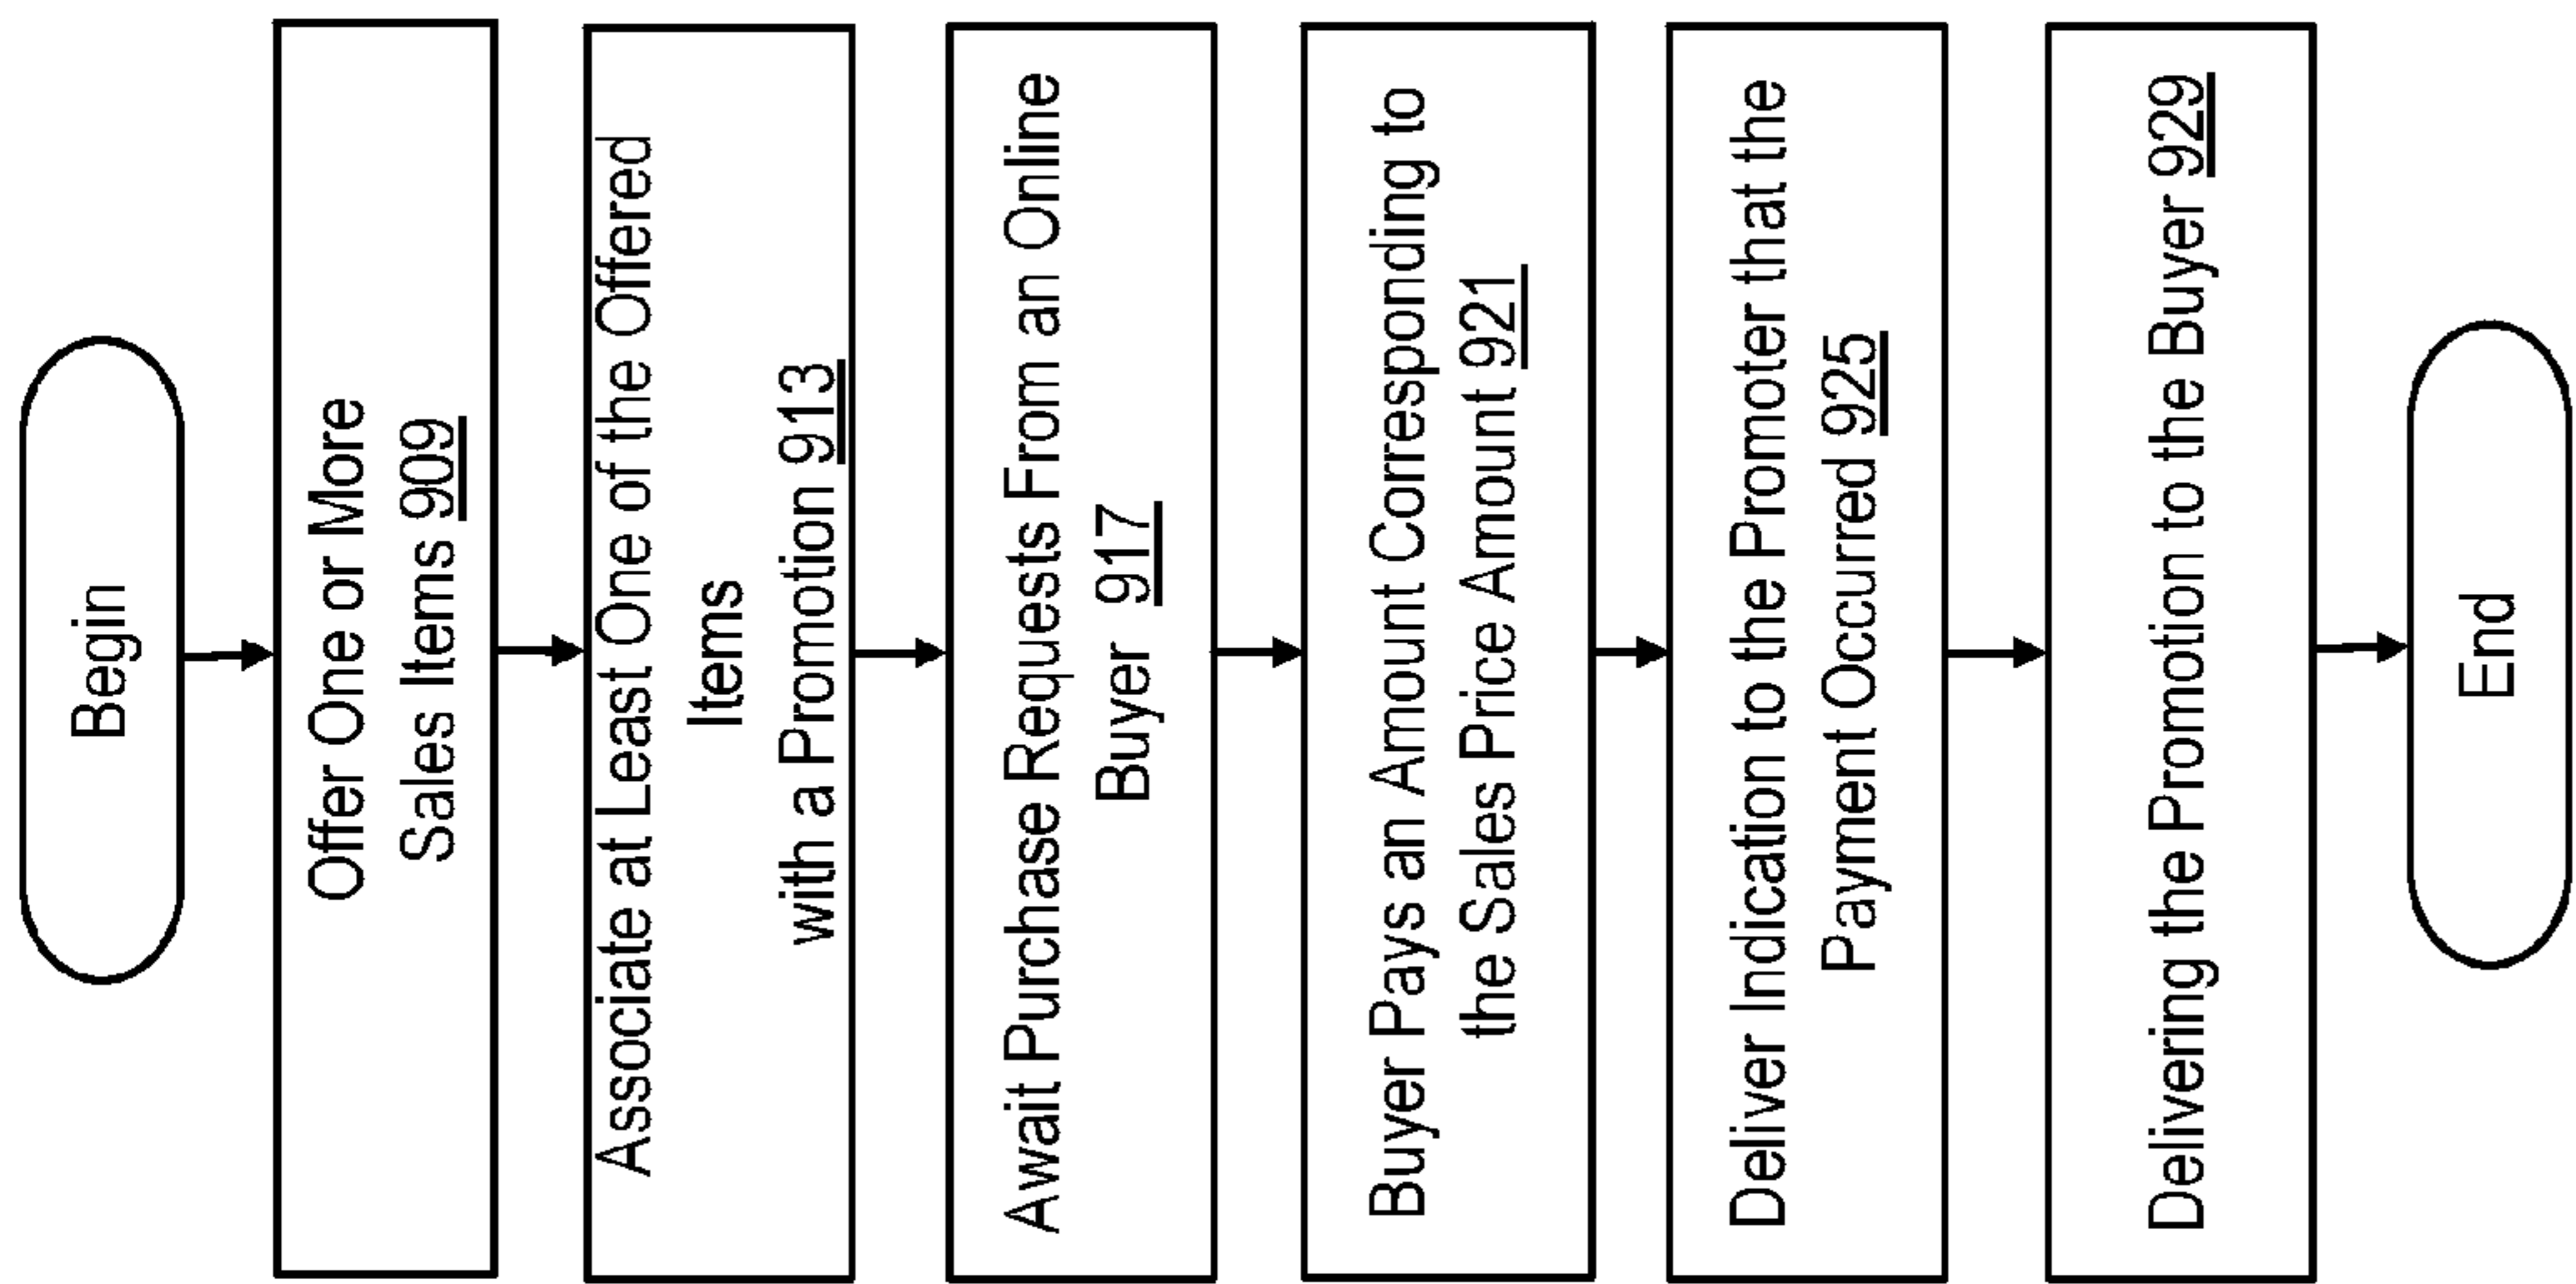 Begin
Offer One or More
Sales Items 909
Associate at Least One of the Offered
Items
with a Promotion 913
Await Purchase Requests From an Online
Buyer 917
Buyer Pays an Amount Corresponding to
the Sales Price Amount 921
Deliver Indication to the Promoter that the
Payment Occurred 925
Delivering the Promotion to the Buyer 929
End